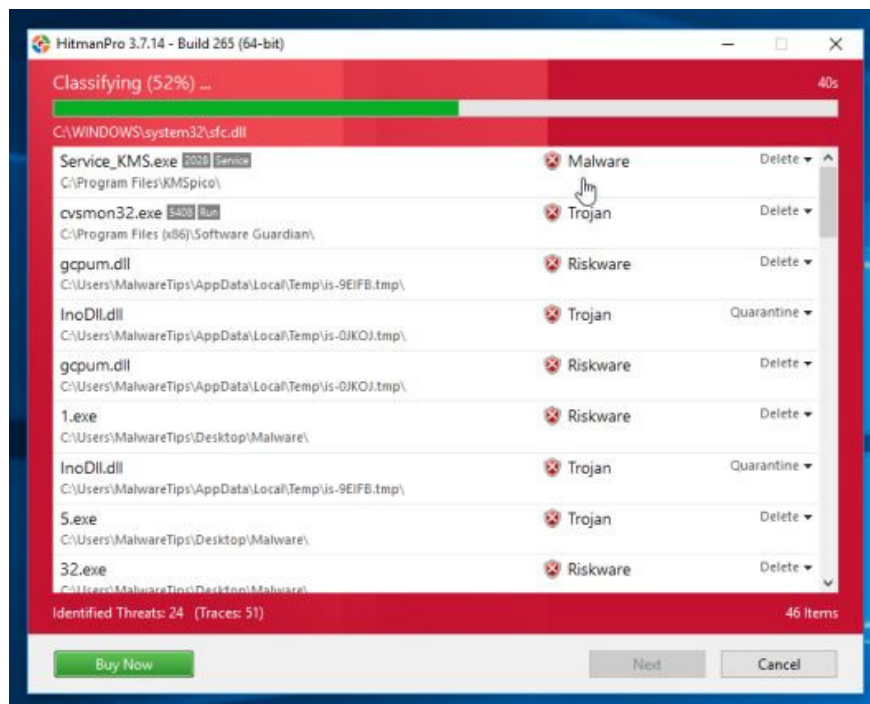 HitmanPro 3.7.14 - Build 265 (64-bit)
Classifying (52%) ... 40s
C:\WINDOWS\system32\sfc.dll
Service_KMS.exe 2028 Service Malware Delete
C:\Program Files\KMSpico\
cvsmon32.exe 5408 Run Trojan Delete
C:\Program Files (x86)\Software Guardian\
gcpum.dll Riskware Delete
C:\Users\MalwareTips\AppData\Local\Temp\is-9EIFB.tmp\
InoDll.dll Trojan Quarantine
C:\Users\MalwareTips\AppData\Local\Temp\is-0JKOJ.tmp\
gcpum.dll Riskware Delete
C:\Users\MalwareTips\AppData\Local\Temp\is-0JKOJ.tmp\
1.exe Riskware Delete
C:\Users\MalwareTips\Desktop\Malware\
InoDll.dll Trojan Quarantine
C:\Users\MalwareTips\AppData\Local\Temp\is-9EIFB.tmp\
5.exe Trojan Delete
C:\Users\MalwareTips\Desktop\Malware\
32.exe Riskware Delete
C:\Users\MalwareTips\Desktop\Malware\
Identified Threats: 24 (Traces: 51) 46 Items
Buy Now Next Cancel